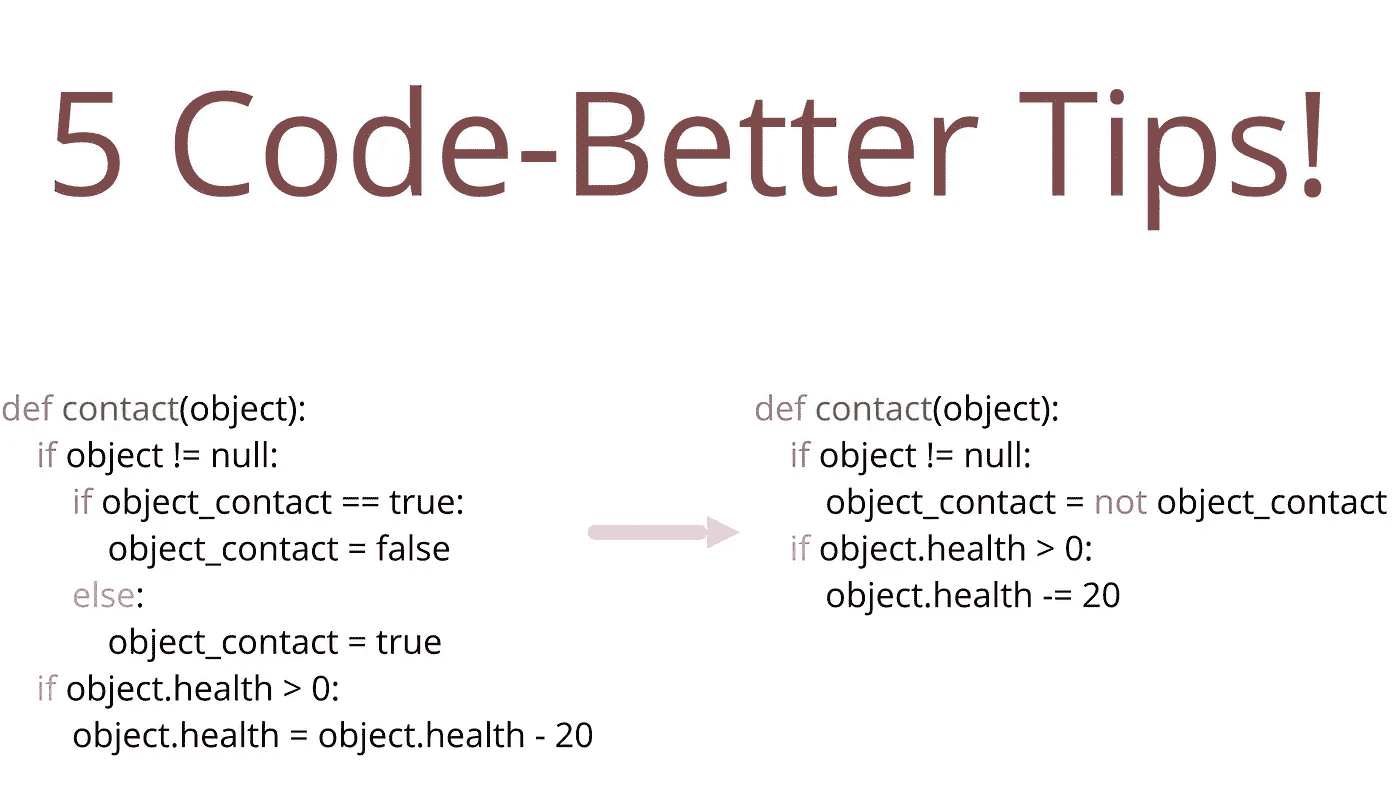 5 Code-Better Tips!
def contact(object):
    if object != null:
        if object_contact == true:
            object_contact = false
        else:
            object_contact = true
    if object.health > 0:
        object.health = object.health - 20
def contact(object):
    if object != null:
        object_contact = not object_contact
    if object.health > 0:
        object.health -= 20